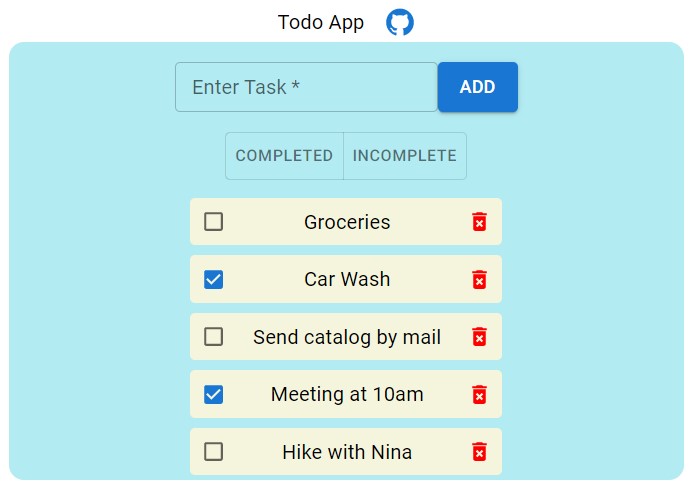 Todo App
Enter Task *
ADD
COMPLETED
INCOMPLETE
Groceries
Car Wash
Send catalog by mail
Meeting at 10am
Hike with Nina